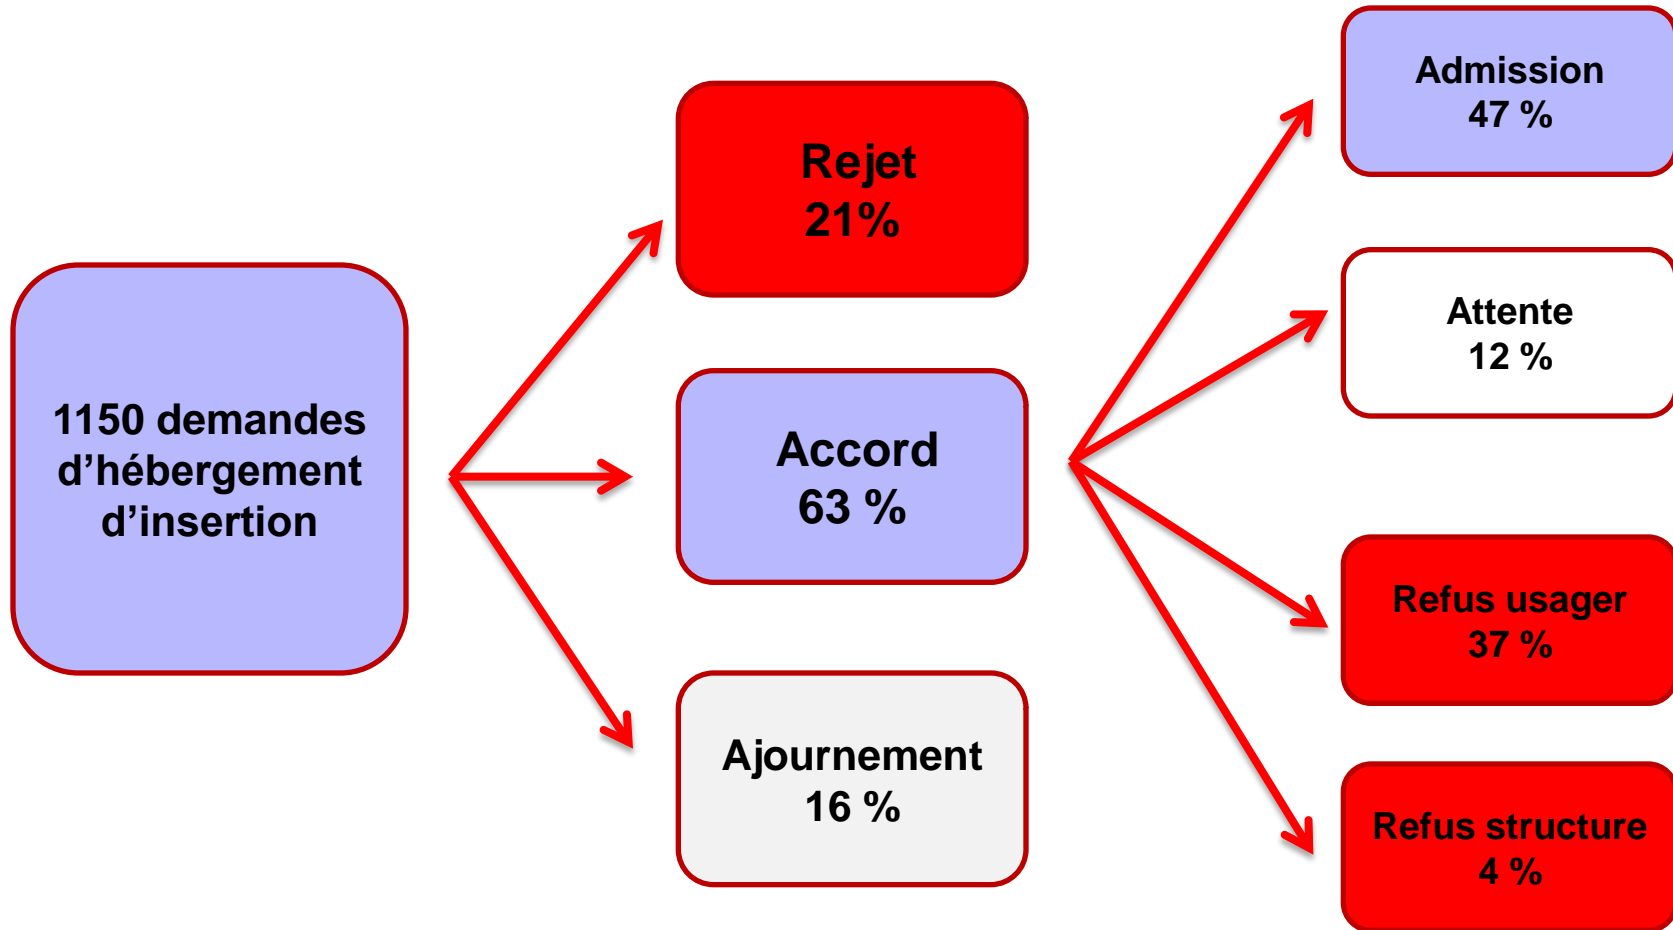 1150 demandes
d’hébergement
d’insertion
Rejet
21%
Accord
63 %
Ajournement
16 %
Admission
47 %
Attente
12 %
Refus usager
37 %
Refus structure
4 %